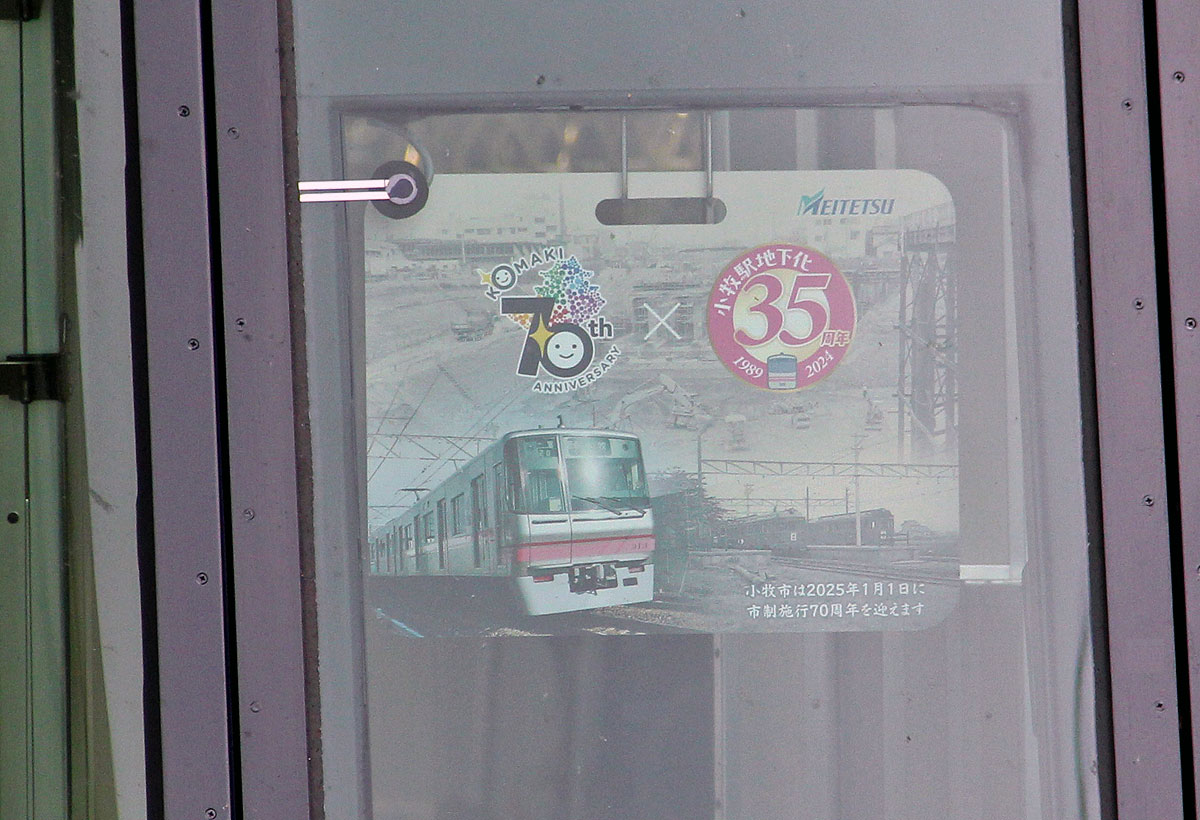 MEITETSU
KOMAKI
70th
ANNIVERSARY
×
小牧駅地下化
35
周年
1989 2024
小牧市は2025年1月1日に
市制施行70周年を迎えます